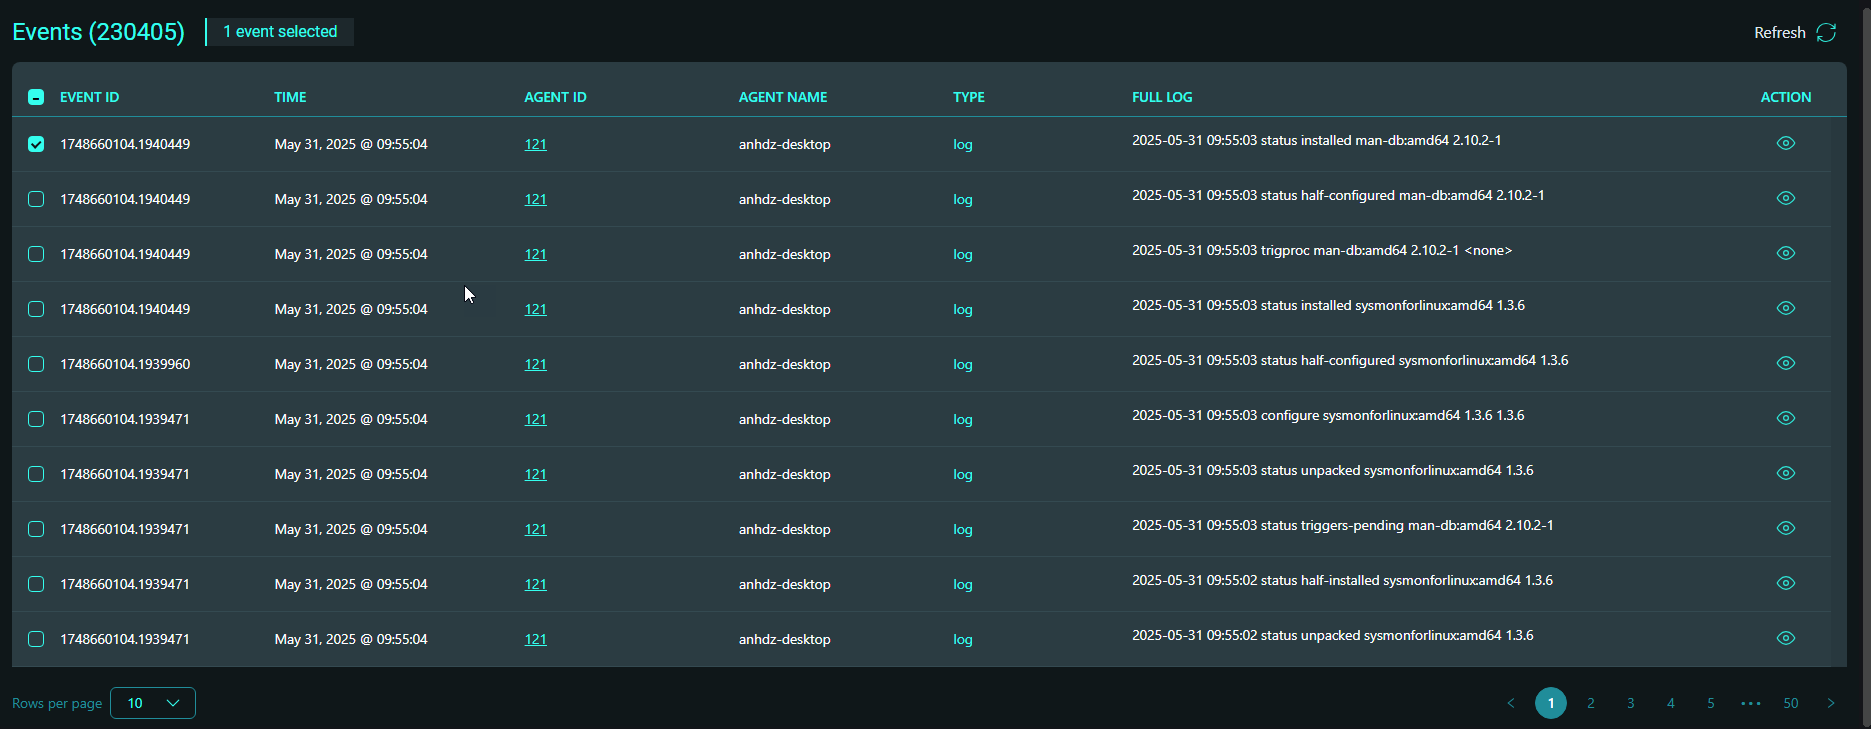 Events (230405) 1 event selected Refresh
EVENT ID TIME AGENT ID AGENT NAME TYPE FULL LOG ACTION
1748660104.1940449 May 31, 2025 @ 09:55:04 121 anhdz-desktop log 2025-05-31 09:55:03 status installed man-db:amd64 2.10.2-1
1748660104.1940449 May 31, 2025 @ 09:55:04 121 anhdz-desktop log 2025-05-31 09:55:03 status half-configured man-db:amd64 2.10.2-1
1748660104.1940449 May 31, 2025 @ 09:55:04 121 anhdz-desktop log 2025-05-31 09:55:03 trigproc man-db:amd64 2.10.2-1 <none>
1748660104.1940449 May 31, 2025 @ 09:55:04 121 anhdz-desktop log 2025-05-31 09:55:03 status installed sysmonforlinux:amd64 1.3.6
1748660104.1939960 May 31, 2025 @ 09:55:04 121 anhdz-desktop log 2025-05-31 09:55:03 status half-configured sysmonforlinux:amd64 1.3.6
1748660104.1939471 May 31, 2025 @ 09:55:04 121 anhdz-desktop log 2025-05-31 09:55:03 configure sysmonforlinux:amd64 1.3.6 1.3.6
1748660104.1939471 May 31, 2025 @ 09:55:04 121 anhdz-desktop log 2025-05-31 09:55:03 status unpacked sysmonforlinux:amd64 1.3.6
1748660104.1939471 May 31, 2025 @ 09:55:04 121 anhdz-desktop log 2025-05-31 09:55:03 status triggers-pending man-db:amd64 2.10.2-1
1748660104.1939471 May 31, 2025 @ 09:55:04 121 anhdz-desktop log 2025-05-31 09:55:02 status half-installed sysmonforlinux:amd64 1.3.6
1748660104.1939471 May 31, 2025 @ 09:55:04 121 anhdz-desktop log 2025-05-31 09:55:02 status unpacked sysmonforlinux:amd64 1.3.6
Rows per page 10 < 1 2 3 4 5 ••• 50 >